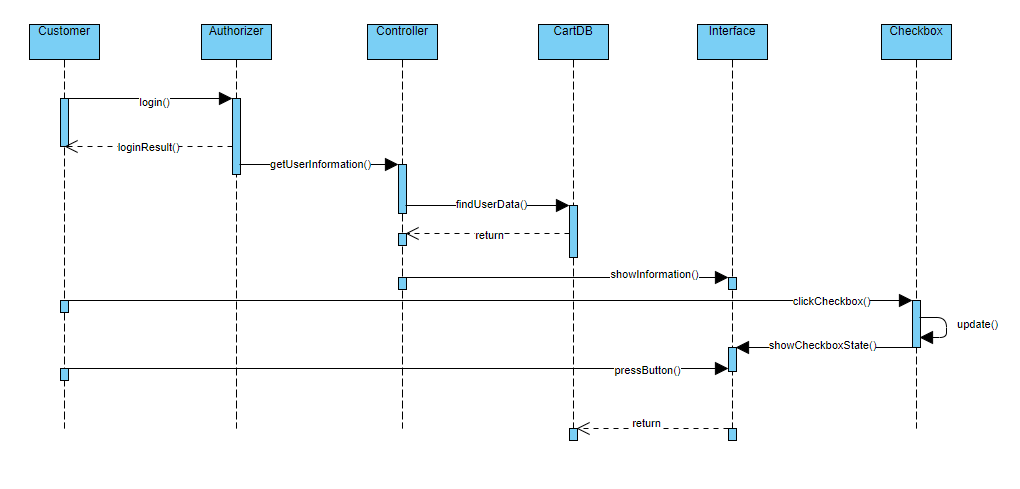 Customer
Authorizer
Controller
CartDB
Interface
Checkbox
login()
loginResult()
getUserInformation()
findUserData()
return
showInformation()
clickCheckbox()
update()
showCheckboxState()
pressButton()
return